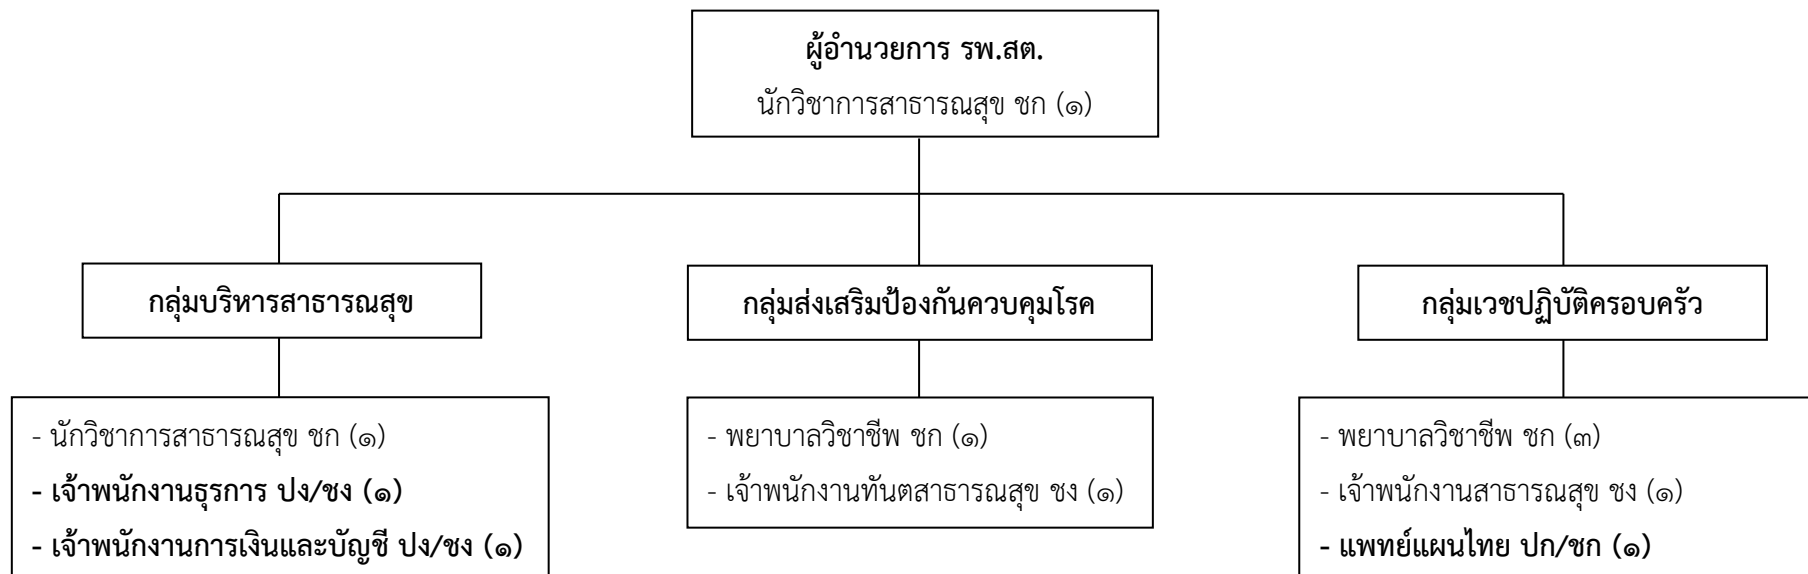 ผู้อำนวยการ รพ.สต.
นักวิชาการสาธารณสุข ชก (๑)
กลุ่มบริหารสาธารณสุข
กลุ่มส่งเสริมป้องกันควบคุมโรค
กลุ่มเวชปฏิบัติครอบครัว
- นักวิชาการสาธารณสุข ชก (๑)
- เจ้าพนักงานธุรการ ปง/ชง (๑)
- เจ้าพนักงานการเงินและบัญชี ปง/ชง (๑)
- พยาบาลวิชาชีพ ชก (๑)
- เจ้าพนักงานทันตสาธารณสุข ชง (๑)
- พยาบาลวิชาชีพ ชก (๓)
- เจ้าพนักงานสาธารณสุข ชง (๑)
- แพทย์แผนไทย ปก/ชก (๑)